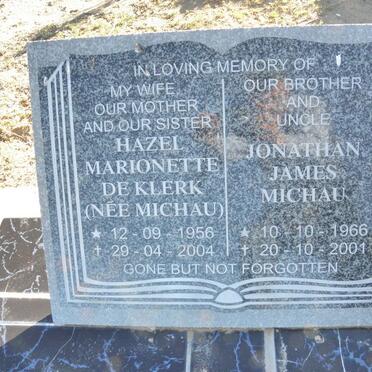 IN LOVING MEMORY OF
MY WIFE
OUR MOTHER
AND OUR SISTER
HAZEL
MARIONETTE
DE KLERK
(NÉE MICHAU)
★ 12-09-1956
✝ 29-04-2004
OUR BROTHER
AND
UNCLE
JONATHAN
JAMES
MICHAU
★ 10-10-1966
✝ 20-10-2001
GONE BUT NOT FORGOTTEN